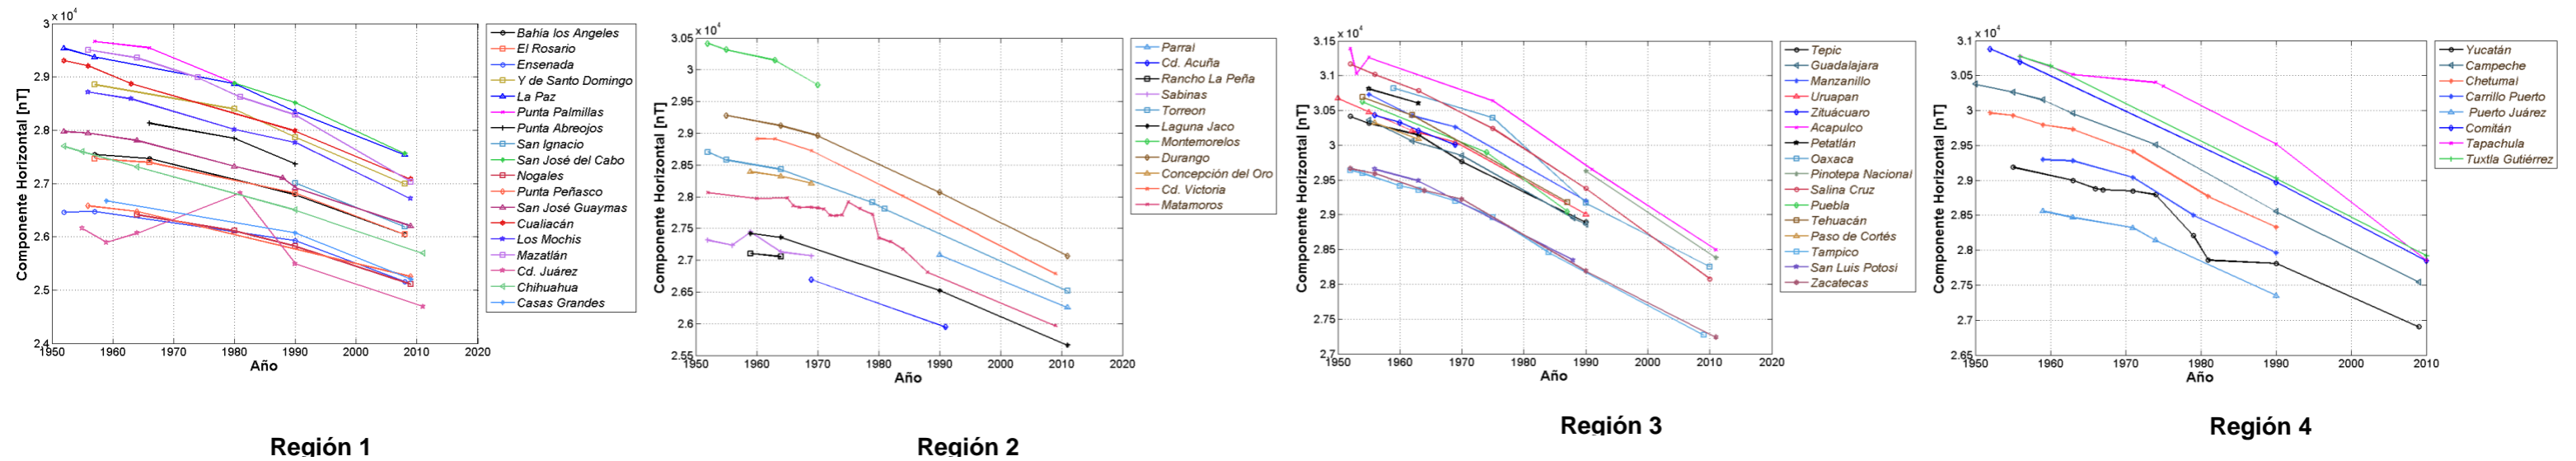 x 10⁴
3
2.9
2.8
2.7
2.6
2.5
2.4
Componente Horizontal [nT]
1950 1960 1970 1980 1990 2000 2010 2020
Año
Bahia los Angeles
El Rosario
Ensenada
Y de Santo Domingo
La Paz
Punta Palmillas
Punta Abreojos
San Ignacio
San José del Cabo
Nogales
Punta Peñasco
San José Guaymas
Cualiacán
Los Mochis
Mazatlán
Cd. Juárez
Chihuahua
Casas Grandes
Región 1
x 10⁴
3.05
3
2.95
2.9
2.85
2.8
2.75
2.7
2.65
2.6
2.55
Componente Horizontal [nT]
1950 1960 1970 1980 1990 2000 2010 2020
Año
Parral
Cd. Acuña
Rancho La Peña
Sabinas
Torreon
Laguna Jaco
Montemorelos
Durango
Concepción del Oro
Cd. Victoria
Matamoros
Región 2
x 10⁴
3.15
3.1
3.05
3
2.95
2.9
2.85
2.8
2.75
2.7
Componente Horizontal [nT]
1950 1960 1970 1980 1990 2000 2010 2020
Año
Tepic
Guadalajara
Manzanillo
Uruapan
Zituácuaro
Acapulco
Petatlán
Oaxaca
Pinotepa Nacional
Salina Cruz
Puebla
Tehuacán
Paso de Cortés
Tampico
San Luis Potosi
Zacatecas
Región 3
x 10⁴
3.1
3.05
3
2.95
2.9
2.85
2.8
2.75
2.7
2.65
Componente Horizontal [nT]
1950 1960 1970 1980 1990 2000 2010
Año
Yucatán
Campeche
Chetumal
Carrillo Puerto
Puerto Juárez
Comitán
Tapachula
Tuxtla Gutiérrez
Región 4